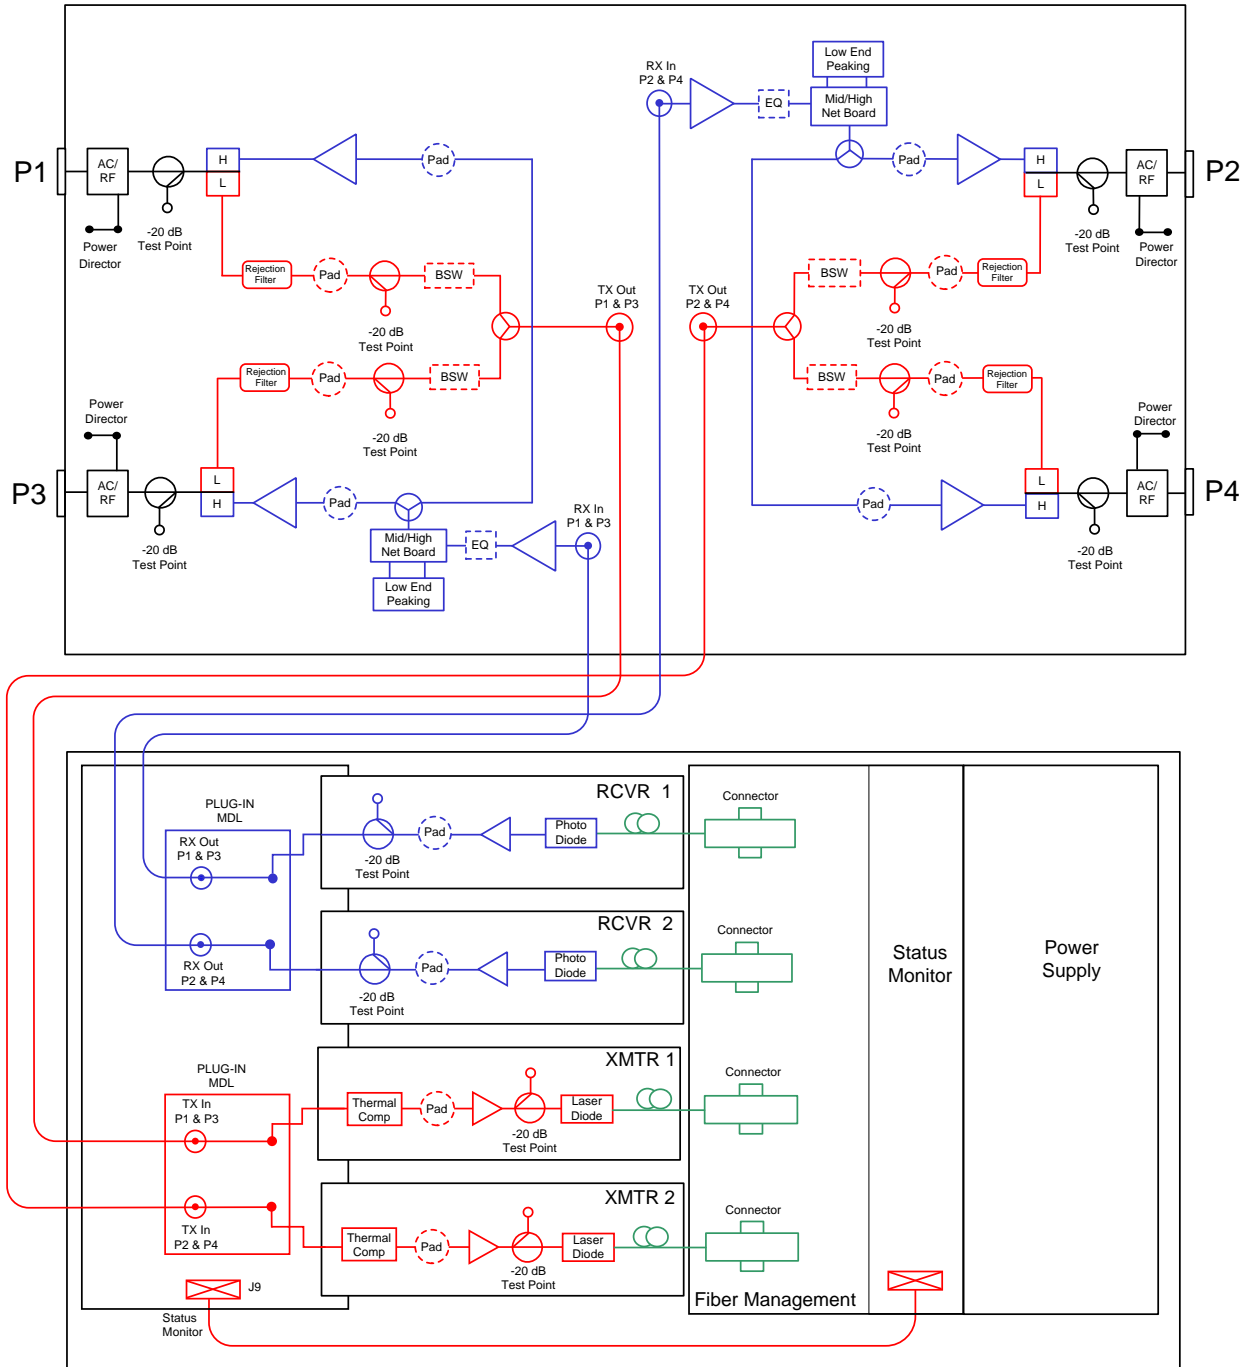 Low End
Peaking
RX In
P2 & P4
EQ
Mid/High
Net Board
P1
AC/
RF
H
L
Pad
Pad
H
L
AC/
RF
P2
Power
Director
-20 dB
Test Point
-20 dB
Test Point
Power
Director
Rejection
Filter
Pad
BSW
BSW
Pad
Rejection
Filter
TX Out
P1 & P3
TX Out
P2 & P4
-20 dB
Test Point
-20 dB
Test Point
Rejection
Filter
Pad
BSW
BSW
Pad
Rejection
Filter
Power
Director
-20 dB
Test Point
-20 dB
Test Point
Power
Director
P3
AC/
RF
L
H
Pad
RX In
P1 & P3
Pad
L
H
AC/
RF
P4
-20 dB
Test Point
Mid/High
Net Board
EQ
-20 dB
Test Point
Low End
Peaking
PLUG-IN
MDL
RX Out
P1 & P3
RX Out
P2 & P4
RCVR 1
-20 dB
Test Point
Pad
Photo
Diode
Connector
RCVR 2
-20 dB
Test Point
Pad
Photo
Diode
Connector
Status
Monitor
Power
Supply
PLUG-IN
MDL
TX In
P1 & P3
TX In
P2 & P4
XMTR 1
Thermal
Comp
Pad
-20 dB
Test Point
Laser
Diode
Connector
XMTR 2
Thermal
Comp
Pad
-20 dB
Test Point
Laser
Diode
Connector
J9
Status
Monitor
Fiber Management